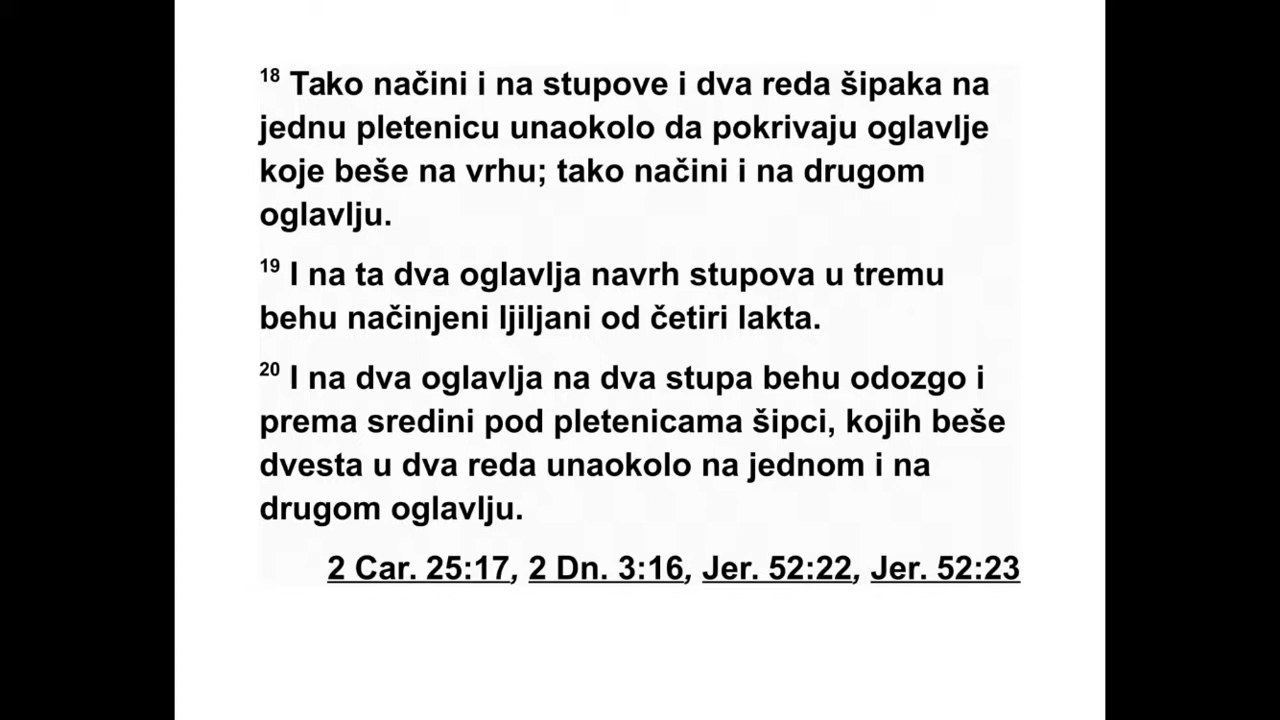 18 Tako načini i na stupove i dva reda šipaka na
jednu pletenicu unaokolo da pokrivaju oglavlje
koje beše na vrhu; tako načini i na drugom
oglavlju.
19 I na ta dva oglavlja navrh stupova u tremu
behu načinjeni ljiljani od četiri lakta.
20 I na dva oglavlja na dva stupa behu odozgo i
prema sredini pod pletenicama šipci, kojih beše
dvesta u dva reda unaokolo na jednom i na
drugom oglavlju.
2 Car. 25:17, 2 Dn. 3:16, Jer. 52:22, Jer. 52:23